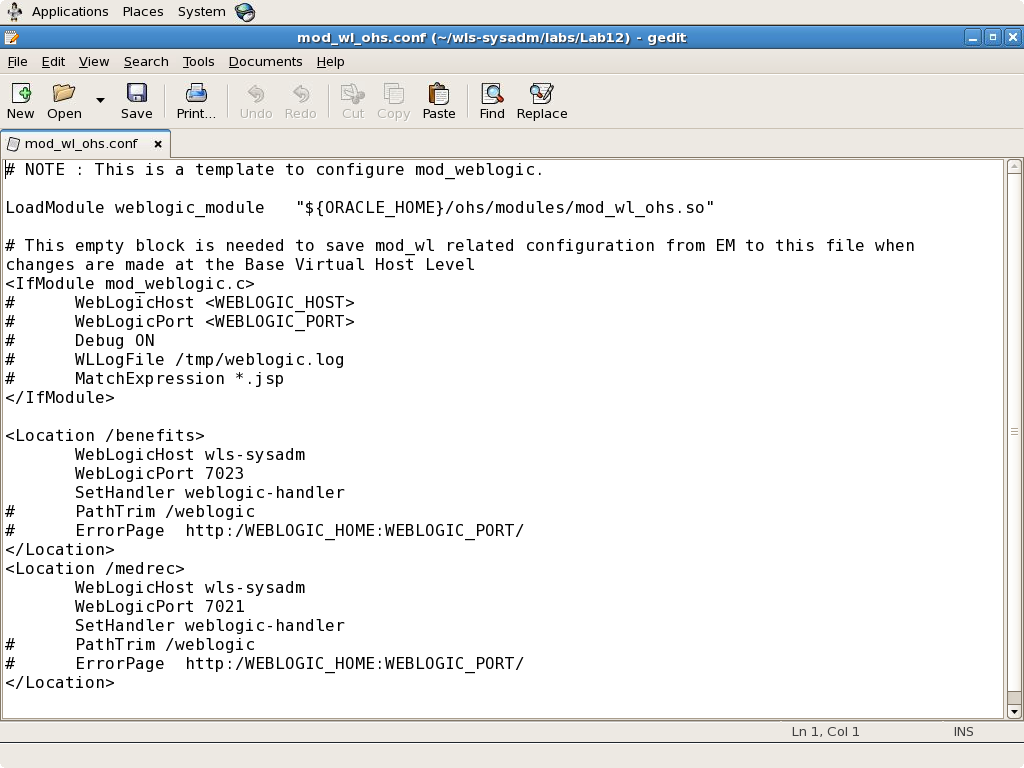 Applications Places System
mod_wl_ohs.conf (~/wls-sysadm/labs/Lab12) - gedit
File Edit View Search Tools Documents Help
New Open Save Print... Undo Redo Cut Copy Paste Find Replace
mod_wl_ohs.conf
# NOTE : This is a template to configure mod_weblogic.
LoadModule weblogic_module   "${ORACLE_HOME}/ohs/modules/mod_wl_ohs.so"
# This empty block is needed to save mod_wl related configuration from EM to this file when
changes are made at the Base Virtual Host Level
<IfModule mod_weblogic.c>
#      WebLogicHost <WEBLOGIC_HOST>
#      WebLogicPort <WEBLOGIC_PORT>
#      Debug ON
#      WLLogFile /tmp/weblogic.log
#      MatchExpression *.jsp
</IfModule>
<Location /benefits>
       WebLogicHost wls-sysadm
       WebLogicPort 7023
       SetHandler weblogic-handler
#      PathTrim /weblogic
#      ErrorPage  http:/WEBLOGIC_HOME:WEBLOGIC_PORT/
</Location>
<Location /medrec>
       WebLogicHost wls-sysadm
       WebLogicPort 7021
       SetHandler weblogic-handler
#      PathTrim /weblogic
#      ErrorPage  http:/WEBLOGIC_HOME:WEBLOGIC_PORT/
</Location>
Ln 1, Col 1 INS